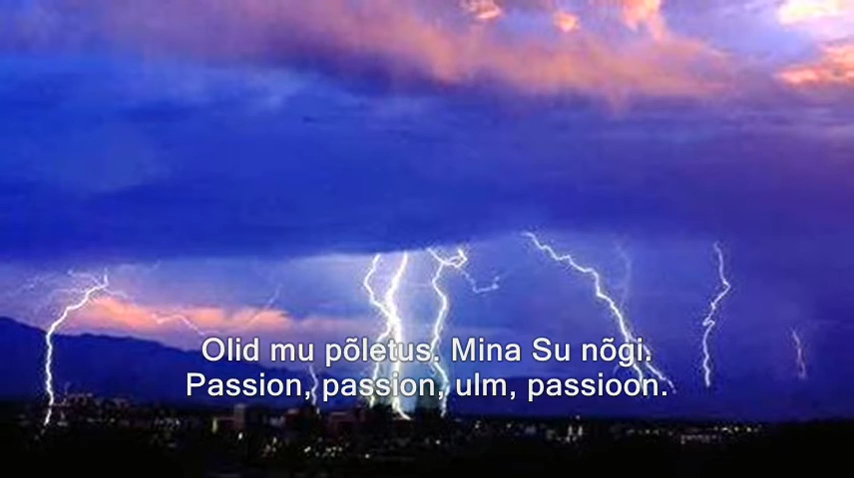 Olid mu põletus. Mina Su nõgi.
Passion, passion, ulm, passioon.